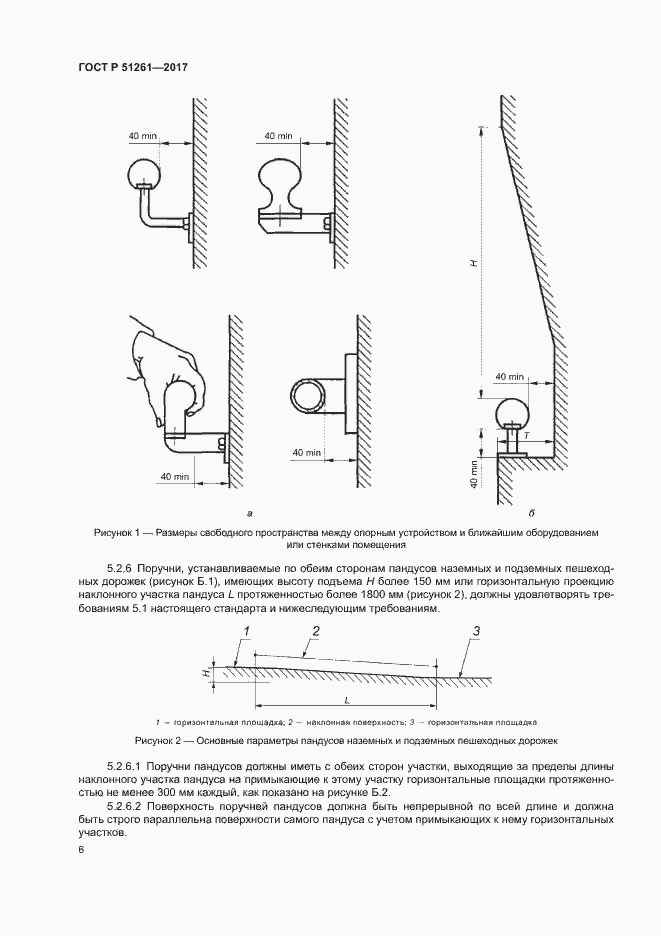 ГОСТ Р 51261—2017
40 min
40 min
H
40 min
T
40 min
40 min
40 min
а
б
Рисунок 1 — Размеры свободного пространства между опорным устройством и ближайшим оборудованием
или стенками помещения
5.2.6 Поручни, устанавливаемые по обеим сторонам пандусов наземных и подземных пешеход-
ных дорожек (рисунок Б.1), имеющих высоту подъема H более 150 мм или горизонтальную проекцию
наклонного участка пандуса L протяженностью более 1800 мм (рисунок 2), должны удовлетворять тре-
бованиям 5.1 настоящего стандарта и нижеследующим требованиям.
1
2
3
H
L
1 — горизонтальная площадка; 2 — наклонная поверхность; 3 — горизонтальная площадка
Рисунок 2 — Основные параметры пандусов наземных и подземных пешеходных дорожек
5.2.6.1 Поручни пандусов должны иметь с обеих сторон участки, выходящие за пределы длины
наклонного участка пандуса на примыкающие к этому участку горизонтальные площадки протяженно-
стью не менее 300 мм каждый, как показано на рисунке Б.2.
5.2.6.2 Поверхность поручней пандусов должна быть непрерывной по всей длине и должна
быть строго параллельна поверхности самого пандуса с учетом примыкающих к нему горизонтальных
участков.
6